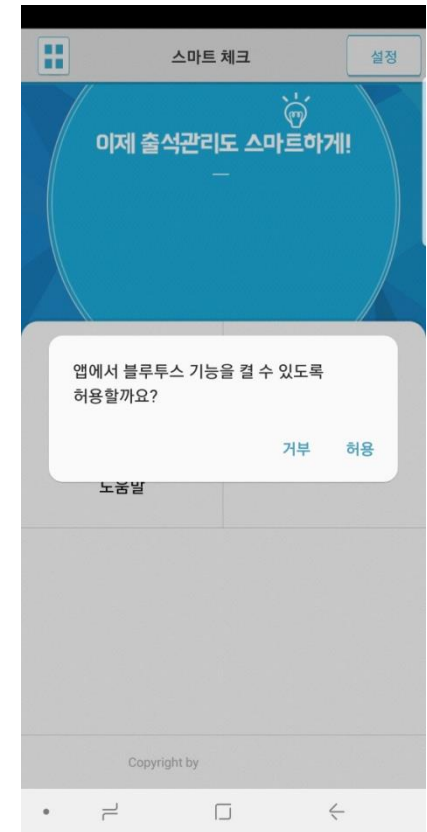 스마트 체크
설정
이제 출석관리도 스마트하게!
앱에서 블루투스 기능을 켤 수 있도록
허용할까요?
거부 허용
도움말
Copyright by